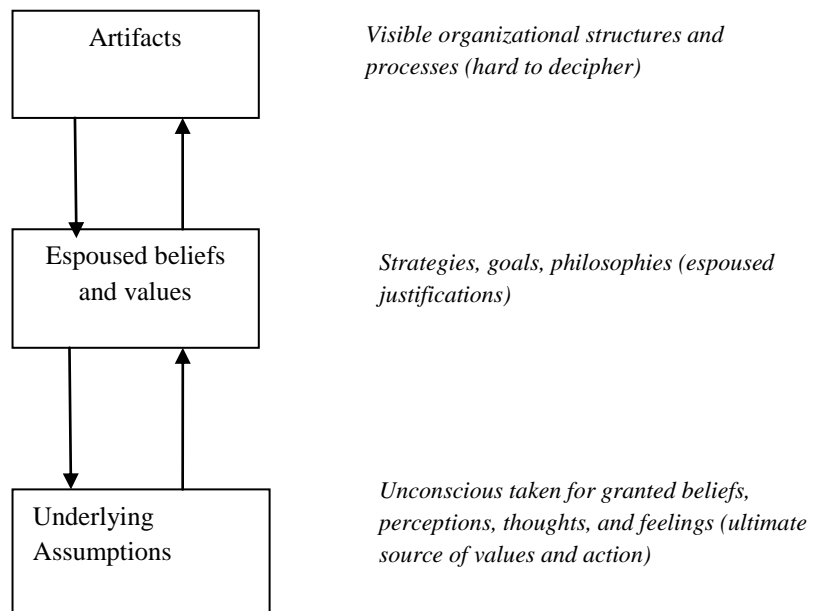 Artifacts
Visible organizational structures and
processes (hard to decipher)
Espoused beliefs
and values
Strategies, goals, philosophies (espoused
justifications)
Underlying
Assumptions
Unconscious taken for granted beliefs,
perceptions, thoughts, and feelings (ultimate
source of values and action)